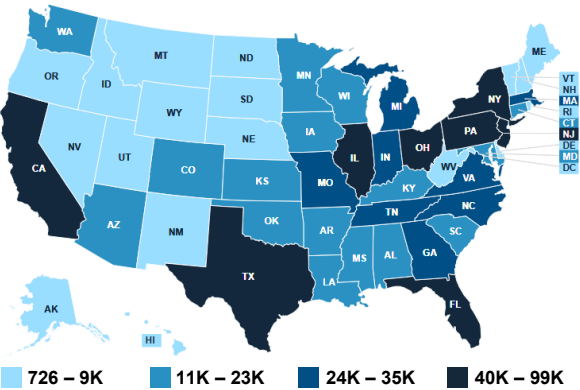 WA
OR
CA
ID
NV
MT
WY
UT
AZ
CO
NM
ND
SD
NE
KS
OK
TX
MN
IA
MO
AR
LA
WI
IL
MS
MI
IN
KY
TN
AL
OH
WV
VA
NC
SC
GA
FL
PA
NY
ME
VT
NH
MA
RI
CT
NJ
DE
MD
DC
AK
HI
726 – 9K 11K – 23K 24K – 35K 40K – 99K